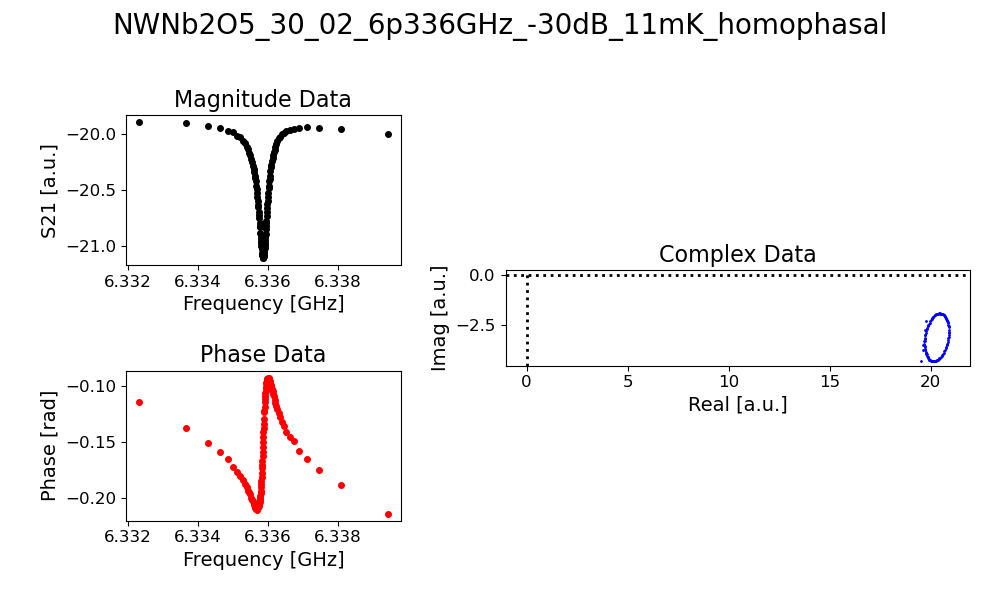 NWNb2O5_30_02_6p336GHz_-30dB_11mK_homophasal
Magnitude Data
S21 [a.u.]
−20.0
−20.5
−21.0
6.332 6.334 6.336 6.338
Frequency [GHz]
Phase Data
Phase [rad]
−0.10
−0.15
−0.20
6.332 6.334 6.336 6.338
Frequency [GHz]
Complex Data
Imag [a.u.]
0.0
−2.5
0 5 10 15 20
Real [a.u.]